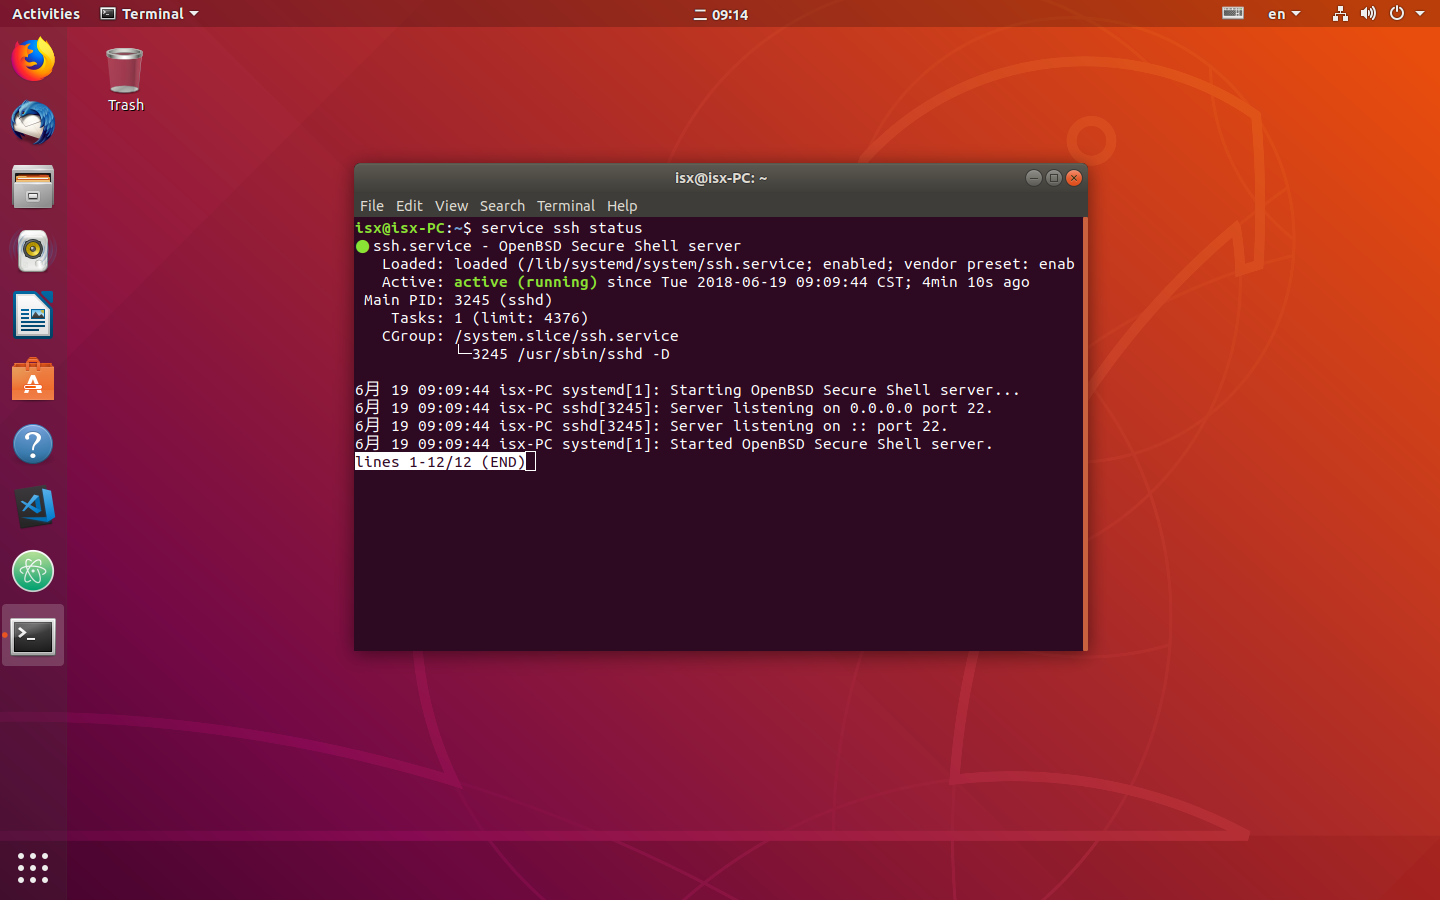 Activities Terminal 二 09:14 en
Trash
isx@isx-PC: ~
File Edit View Search Terminal Help
isx@isx-PC:~$ service ssh status
ssh.service - OpenBSD Secure Shell server
Loaded: loaded (/lib/systemd/system/ssh.service; enabled; vendor preset: enab
Active: active (running) since Tue 2018-06-19 09:09:44 CST; 4min 10s ago
Main PID: 3245 (sshd)
Tasks: 1 (limit: 4376)
CGroup: /system.slice/ssh.service
└─3245 /usr/sbin/sshd -D
6月 19 09:09:44 isx-PC systemd[1]: Starting OpenBSD Secure Shell server...
6月 19 09:09:44 isx-PC sshd[3245]: Server listening on 0.0.0.0 port 22.
6月 19 09:09:44 isx-PC sshd[3245]: Server listening on :: port 22.
6月 19 09:09:44 isx-PC systemd[1]: Started OpenBSD Secure Shell server.
lines 1-12/12 (END)